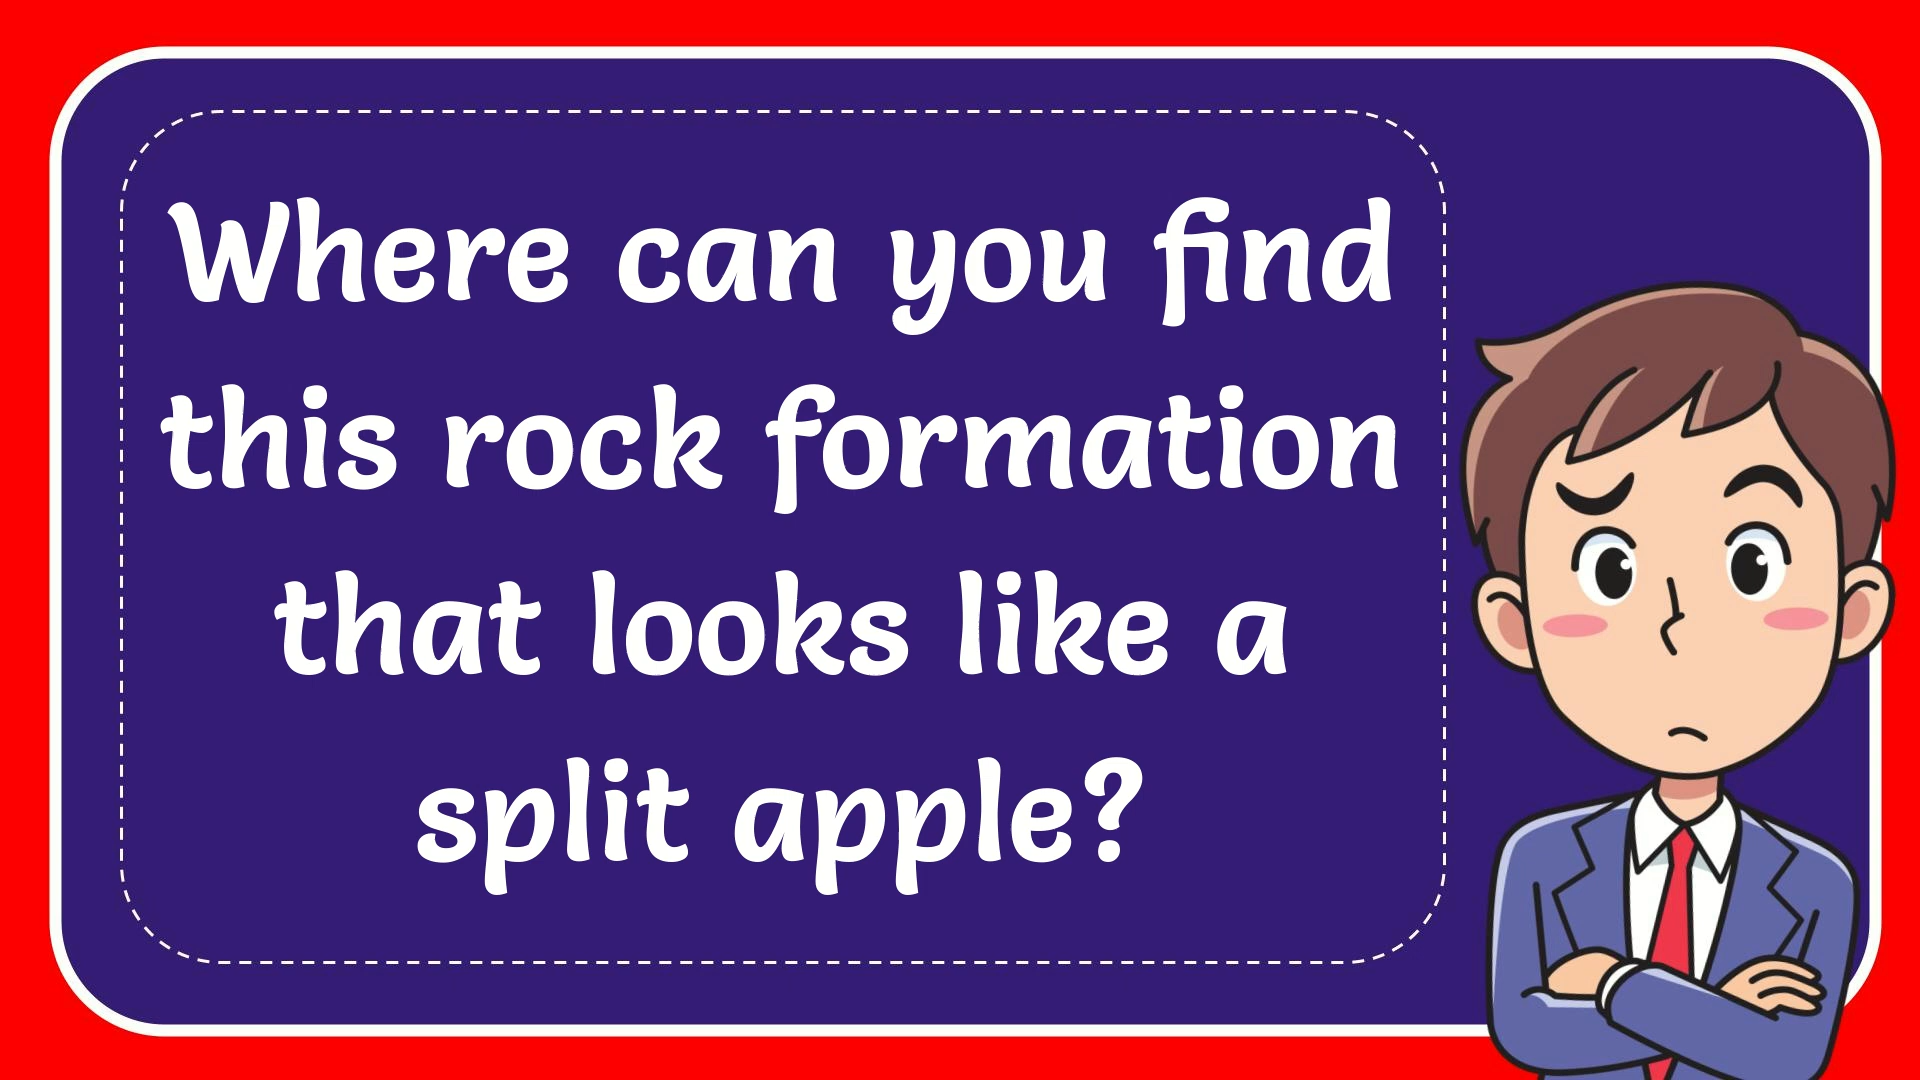 Where can you find
this rock formation
that looks like a
split apple?